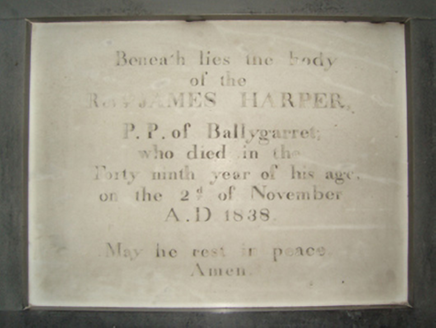 Beneath lies the body
of the
Revd JAMES HARPER,
P.P. of Ballygarret;
who died in the
Forty ninth year of his age,
on the 2d of November
A.D 1838.
May he rest in peace.
Amen.